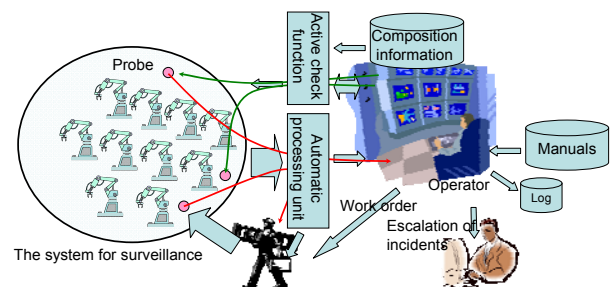 Active check
function
Composition
information
Probe
Automatic
processing unit
Manuals
Operator
Log
Work order
Escalation of
incidents
The system for surveillance